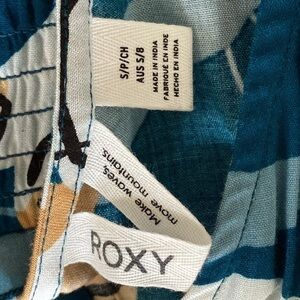 S/P/CH
AUS S/8
MADE IN INDIA
FABRIQUÉ EN INDE
HECHO EN INDIA
Make waves,
move mountains.
ROXY